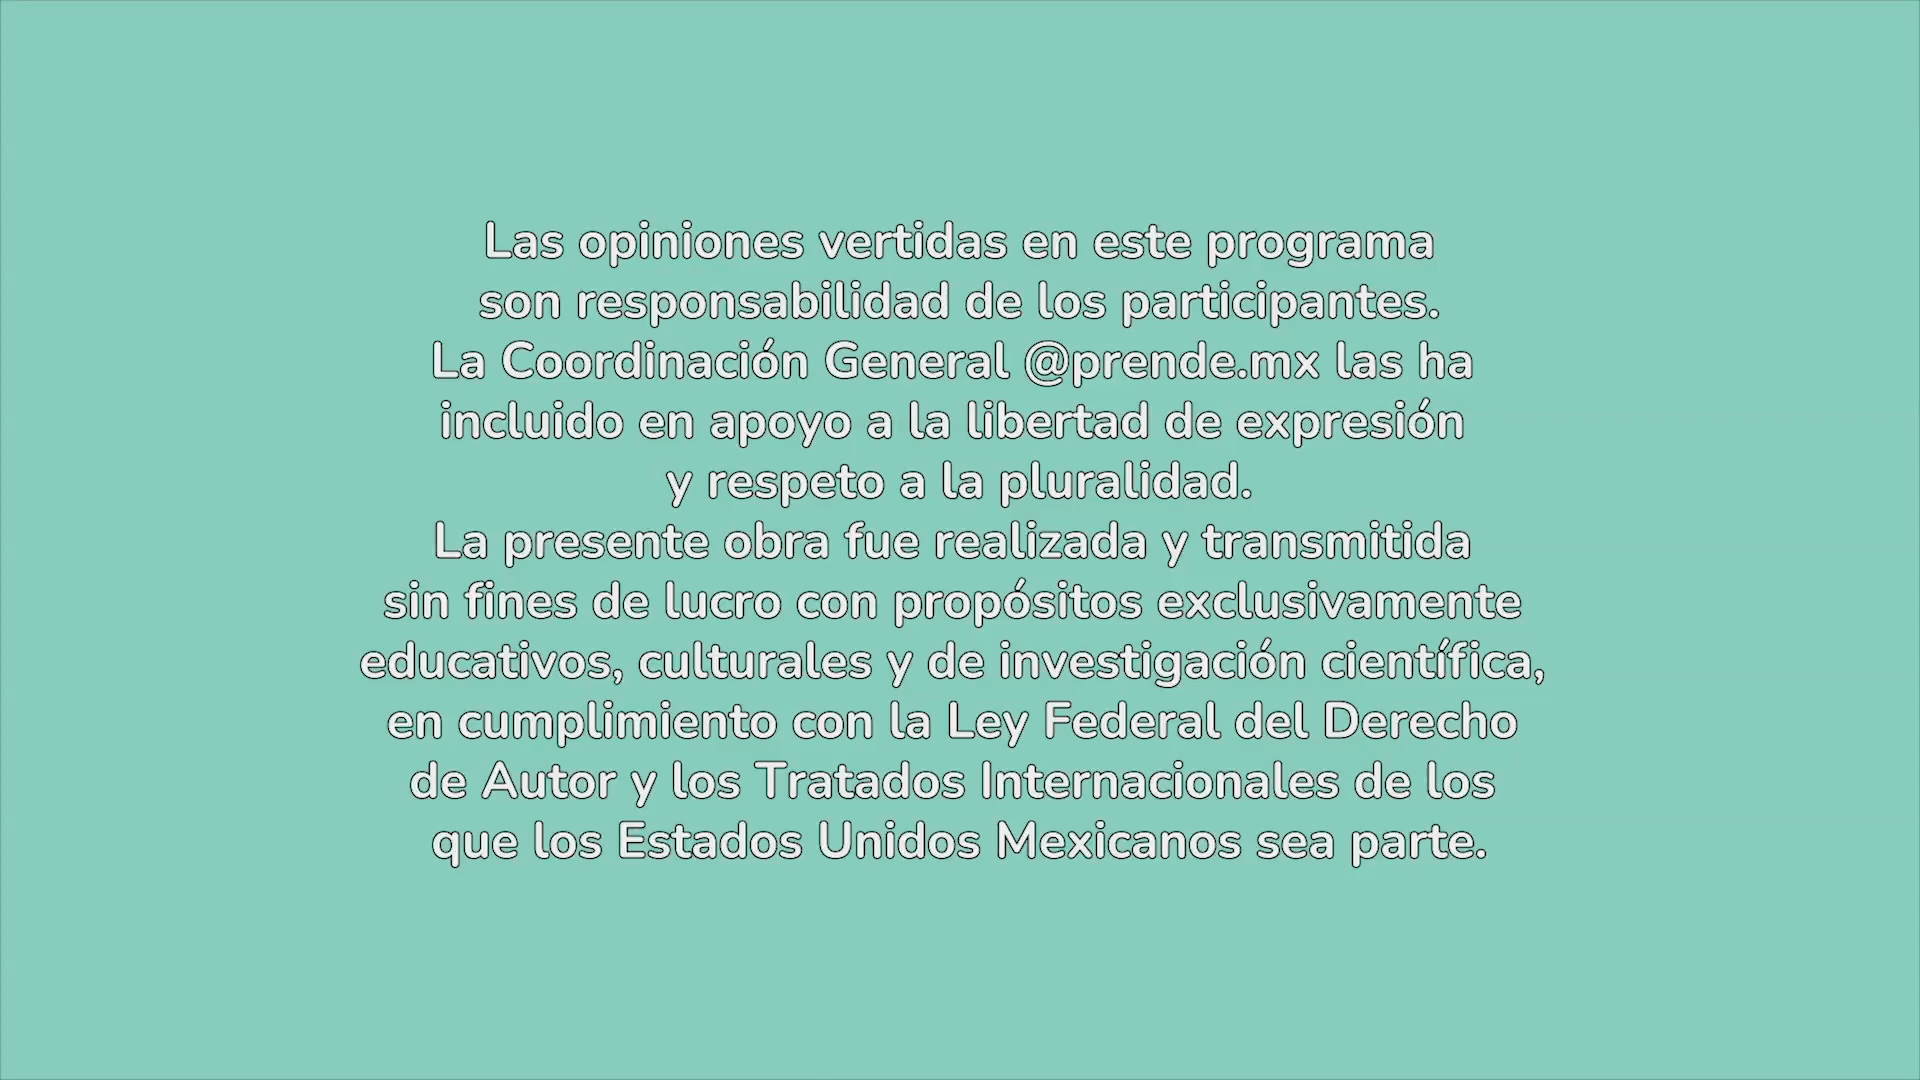 Las opiniones vertidas en este programa
son responsabilidad de los participantes.
La Coordinación General @prende.mx las ha
incluido en apoyo a la libertad de expresión
y respeto a la pluralidad.
La presente obra fue realizada y transmitida
sin fines de lucro con propósitos exclusivamente
educativos, culturales y de investigación científica,
en cumplimiento con la Ley Federal del Derecho
de Autor y los Tratados Internacionales de los
que los Estados Unidos Mexicanos sea parte.